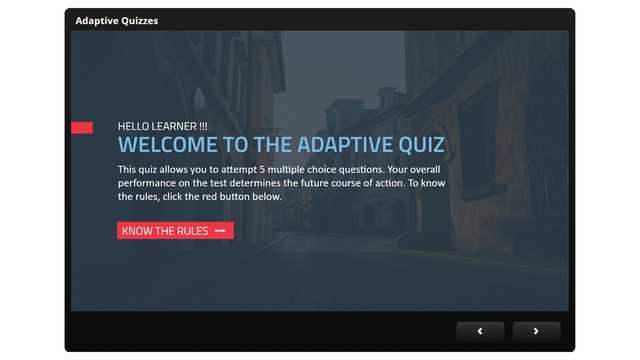 Adaptive Quizzes
HELLO LEARNER !!!
WELCOME TO THE ADAPTIVE QUIZ
This quiz allows you to attempt 5 multiple choice questions. Your overall
performance on the test determines the future course of action. To know
the rules, click the red button below.
KNOW THE RULES